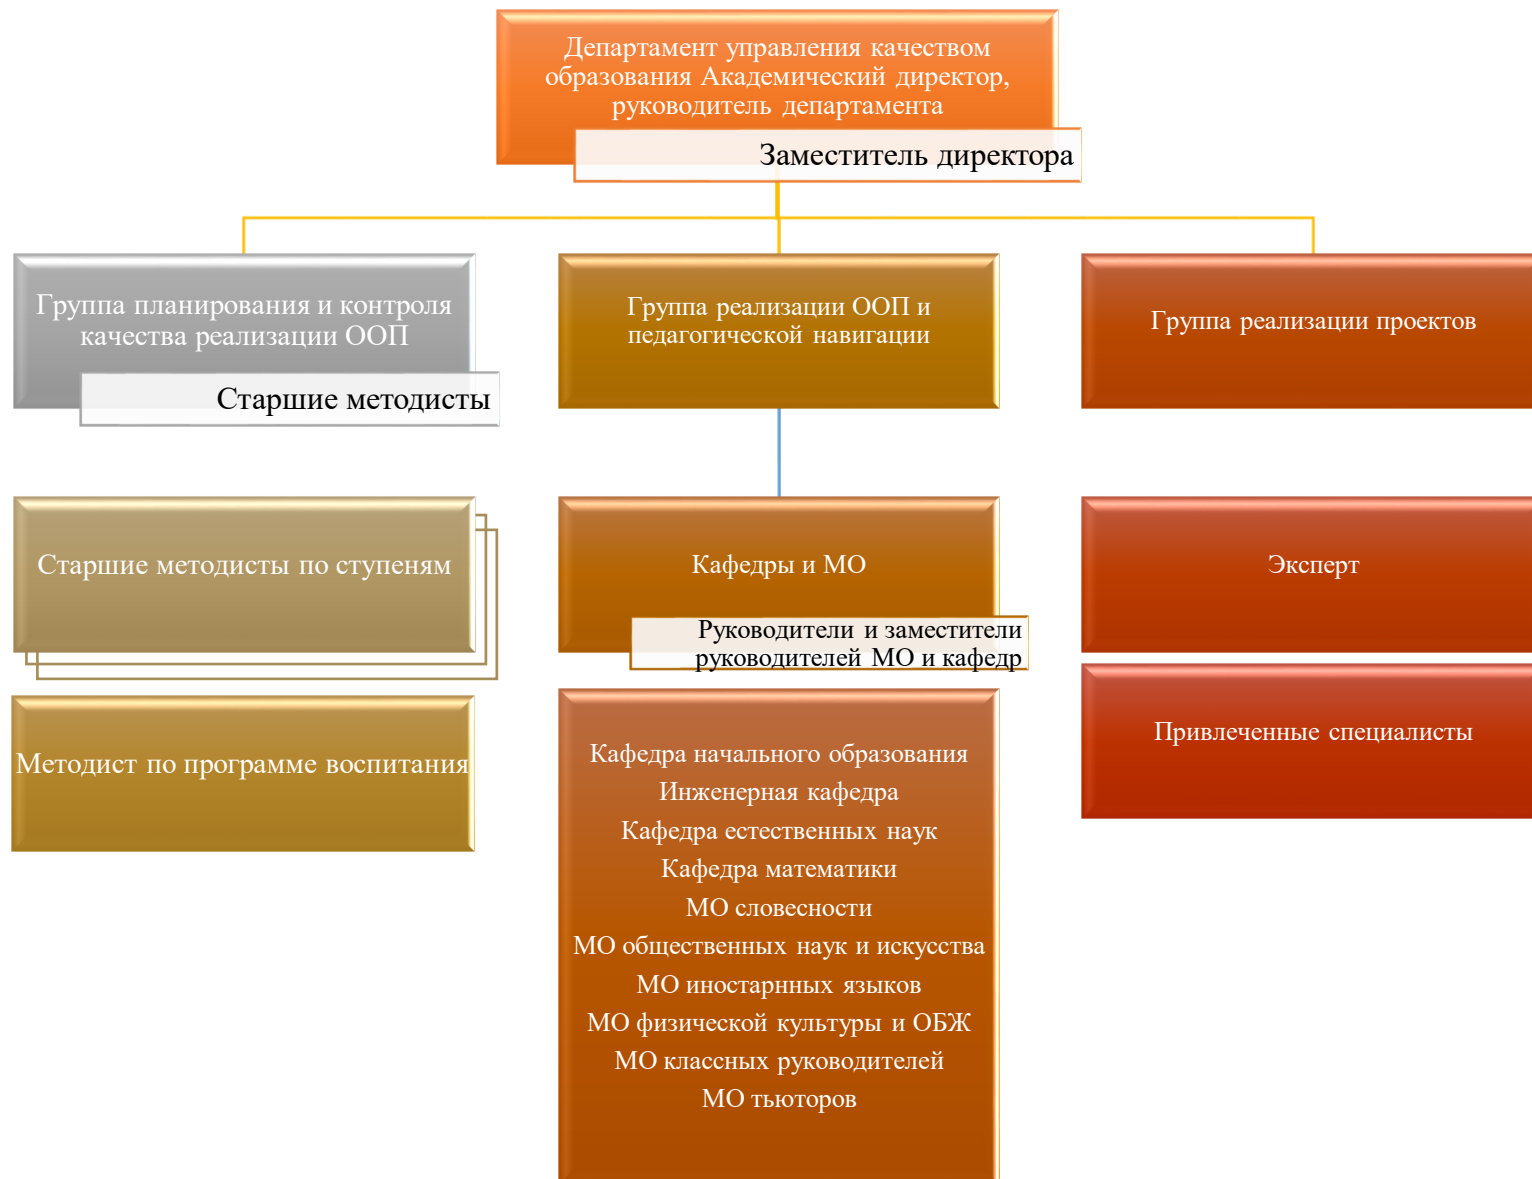 Департамент управления качеством
образования Академический директор,
руководитель департамента
Заместитель директора
Группа планирования и контроля
качества реализации ООП
Старшие методисты
Группа реализации ООП и
педагогической навигации
Группа реализации проектов
Старшие методисты по ступеням
Кафедры и МО
Руководители и заместители
руководителей МО и кафедр
Эксперт
Методист по программе воспитания
Привлеченные специалисты
Кафедра начального образования
Инженерная кафедра
Кафедра естественных наук
Кафедра математики
МО словесности
МО общественных наук и искусства
МО иностарнных языков
МО физической культуры и ОБЖ
МО классных руководителей
МО тьюторов